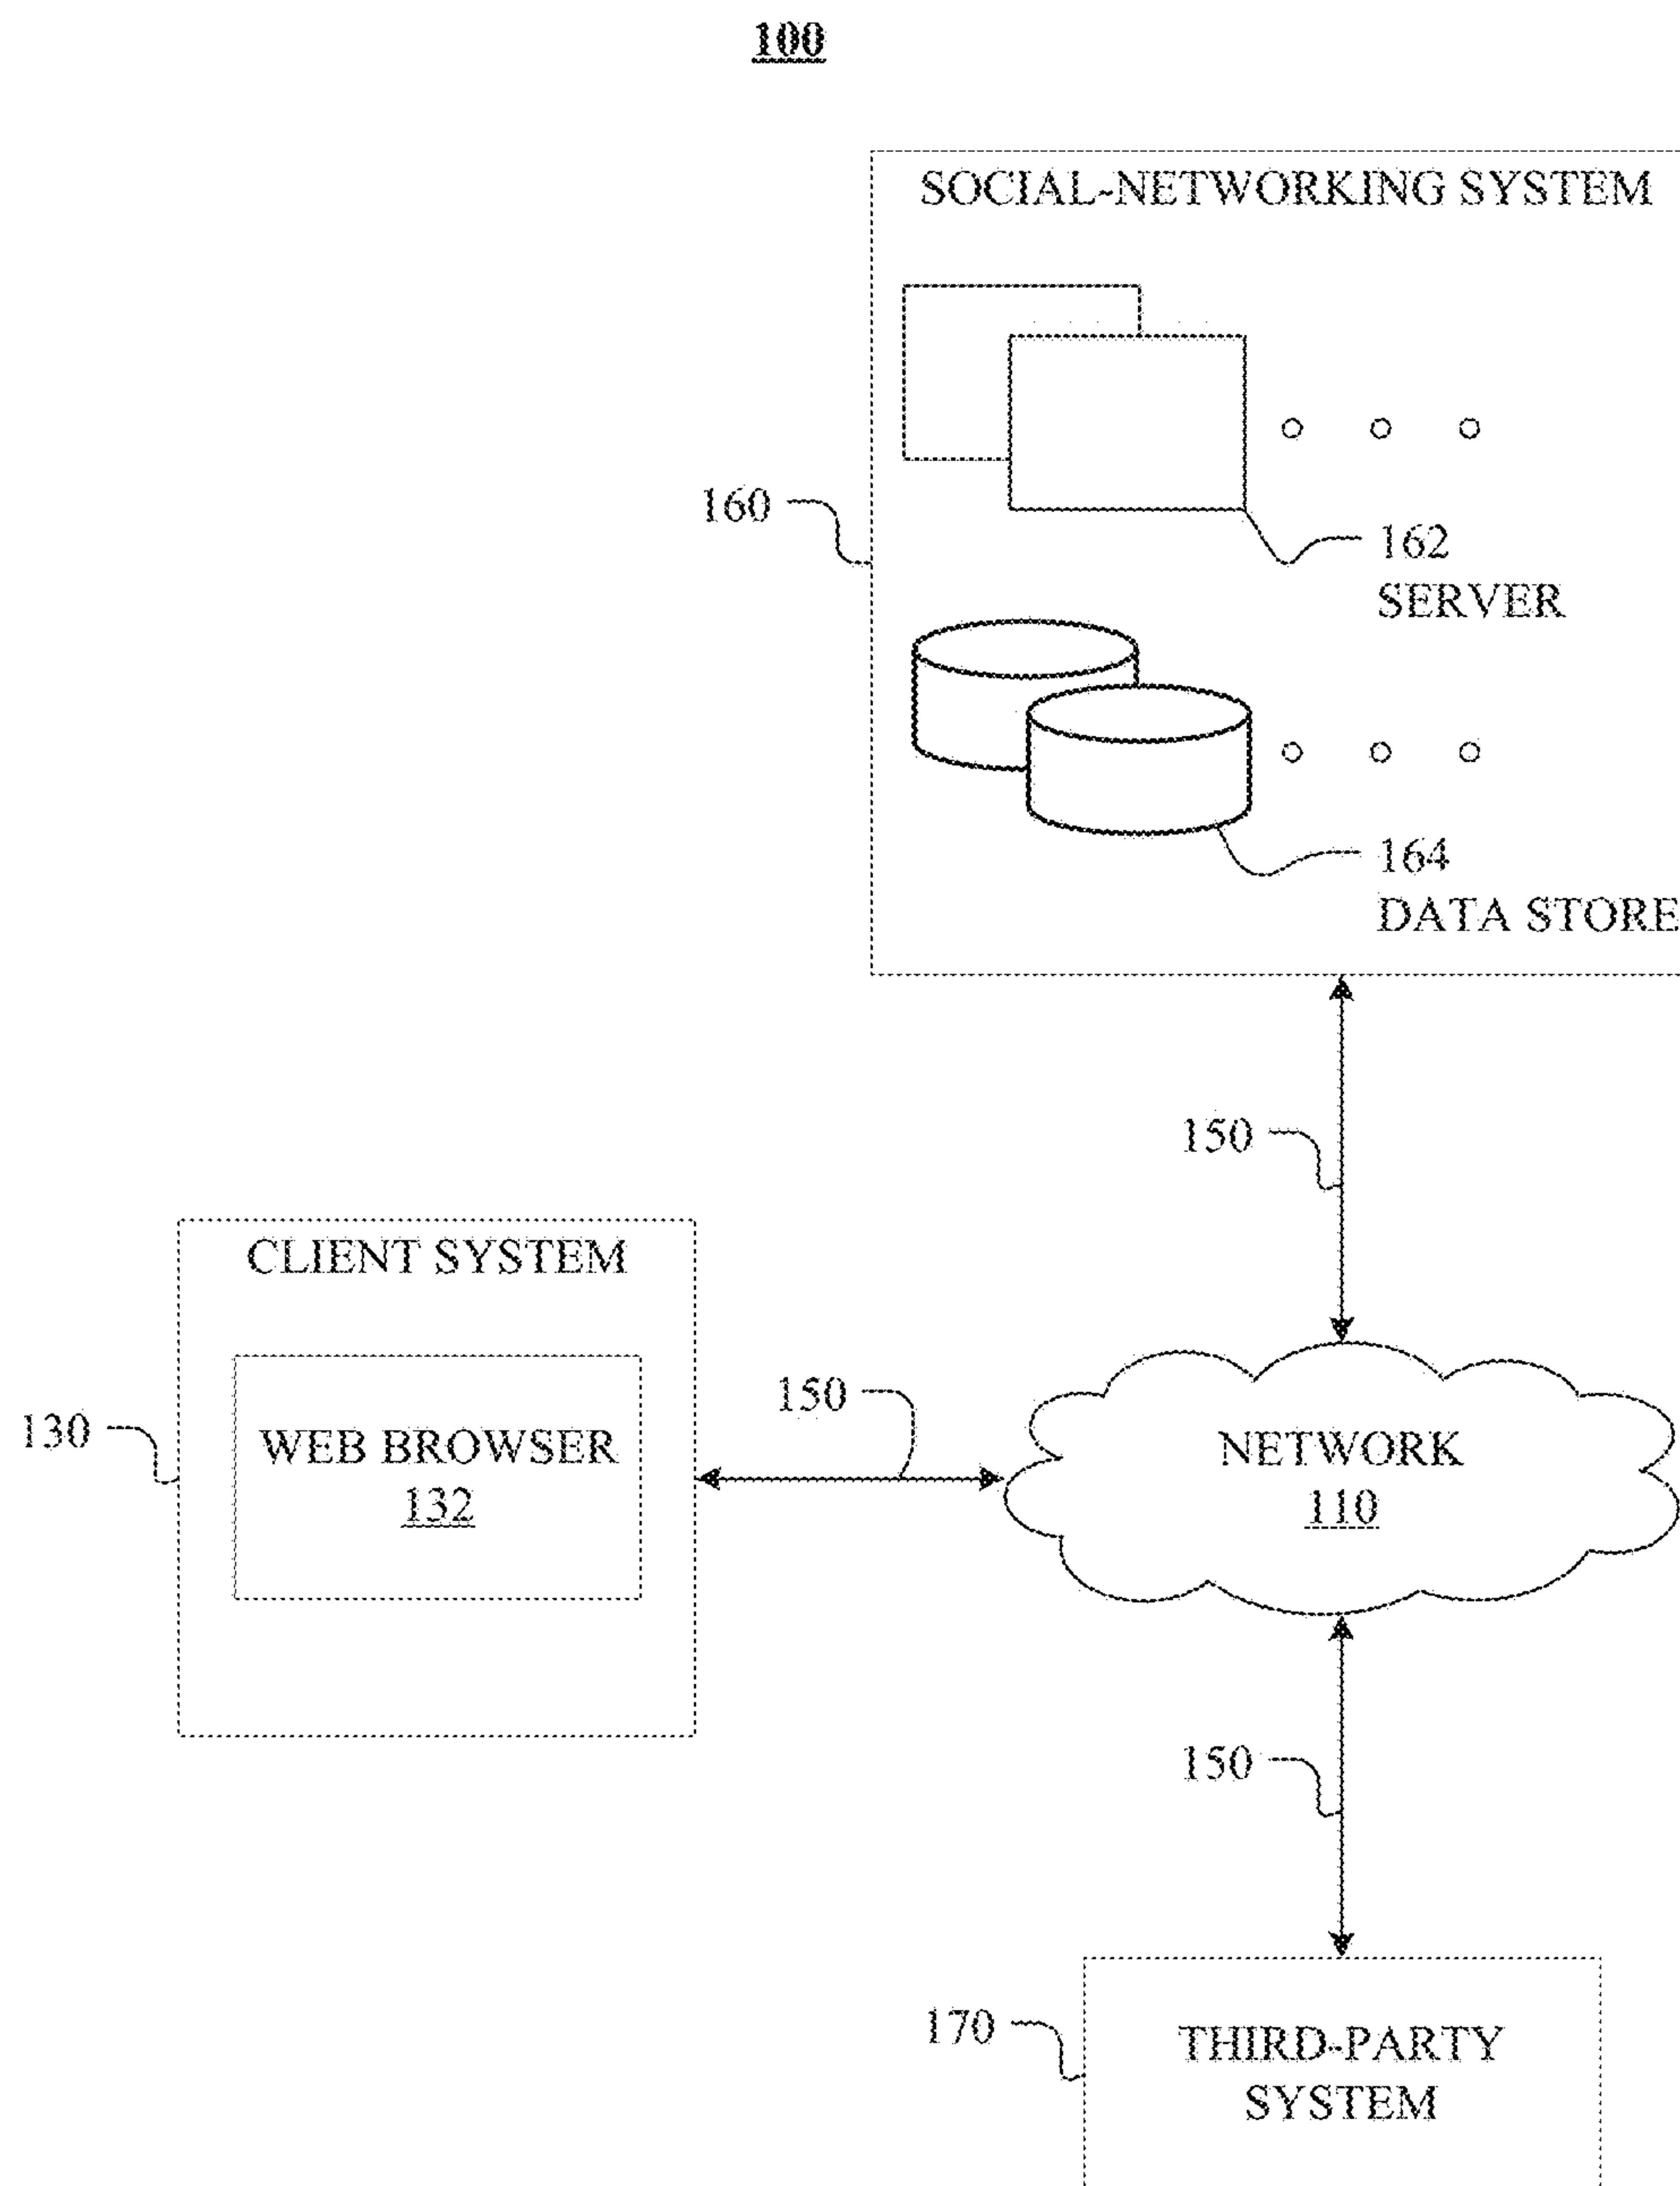 100
SOCIAL-NETWORKING SYSTEM
160
162
SERVER
164
DATA STORE
150
CLIENT SYSTEM
130
WEB BROWSER
132
150
NETWORK
110
150
170
THIRD-PARTY
SYSTEM